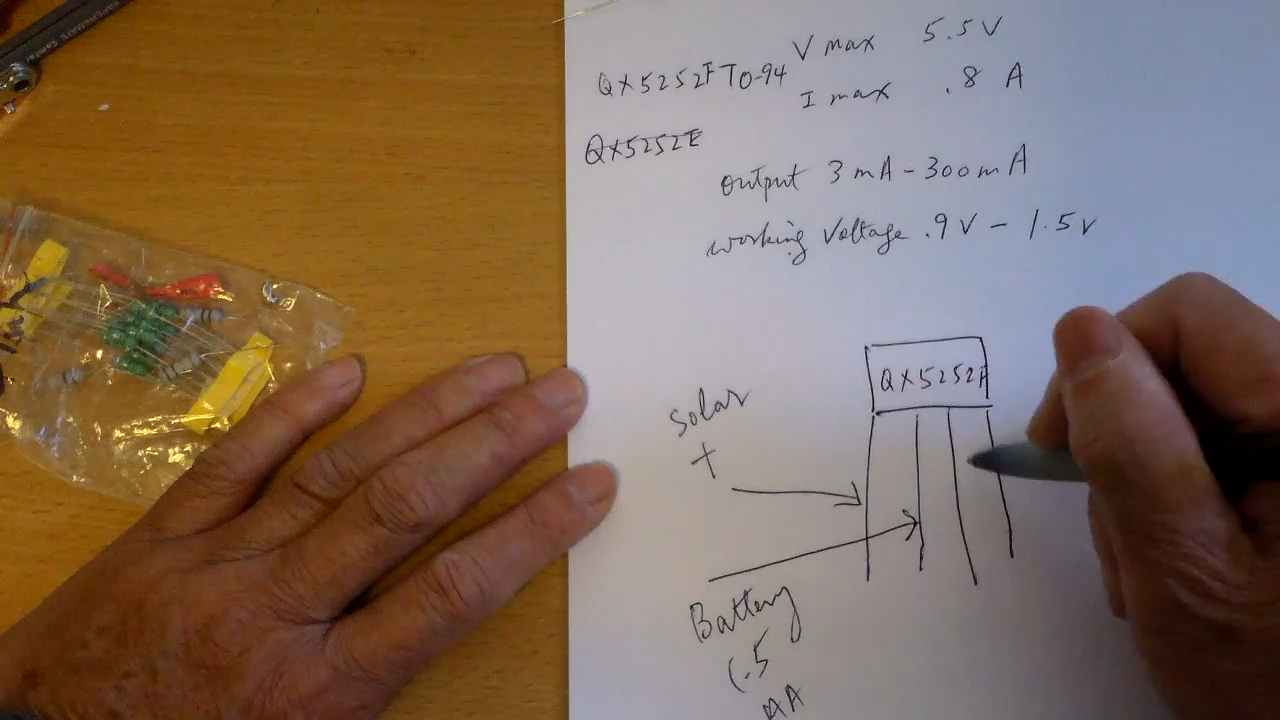 V max 5.5V
QX5252F TO-94
I max .8 A
QX5252E
output 3mA - 300mA
working Voltage .9V - 1.5V
QX5252F
Solar
+
Battery
1.5
AA
PAPERMATE